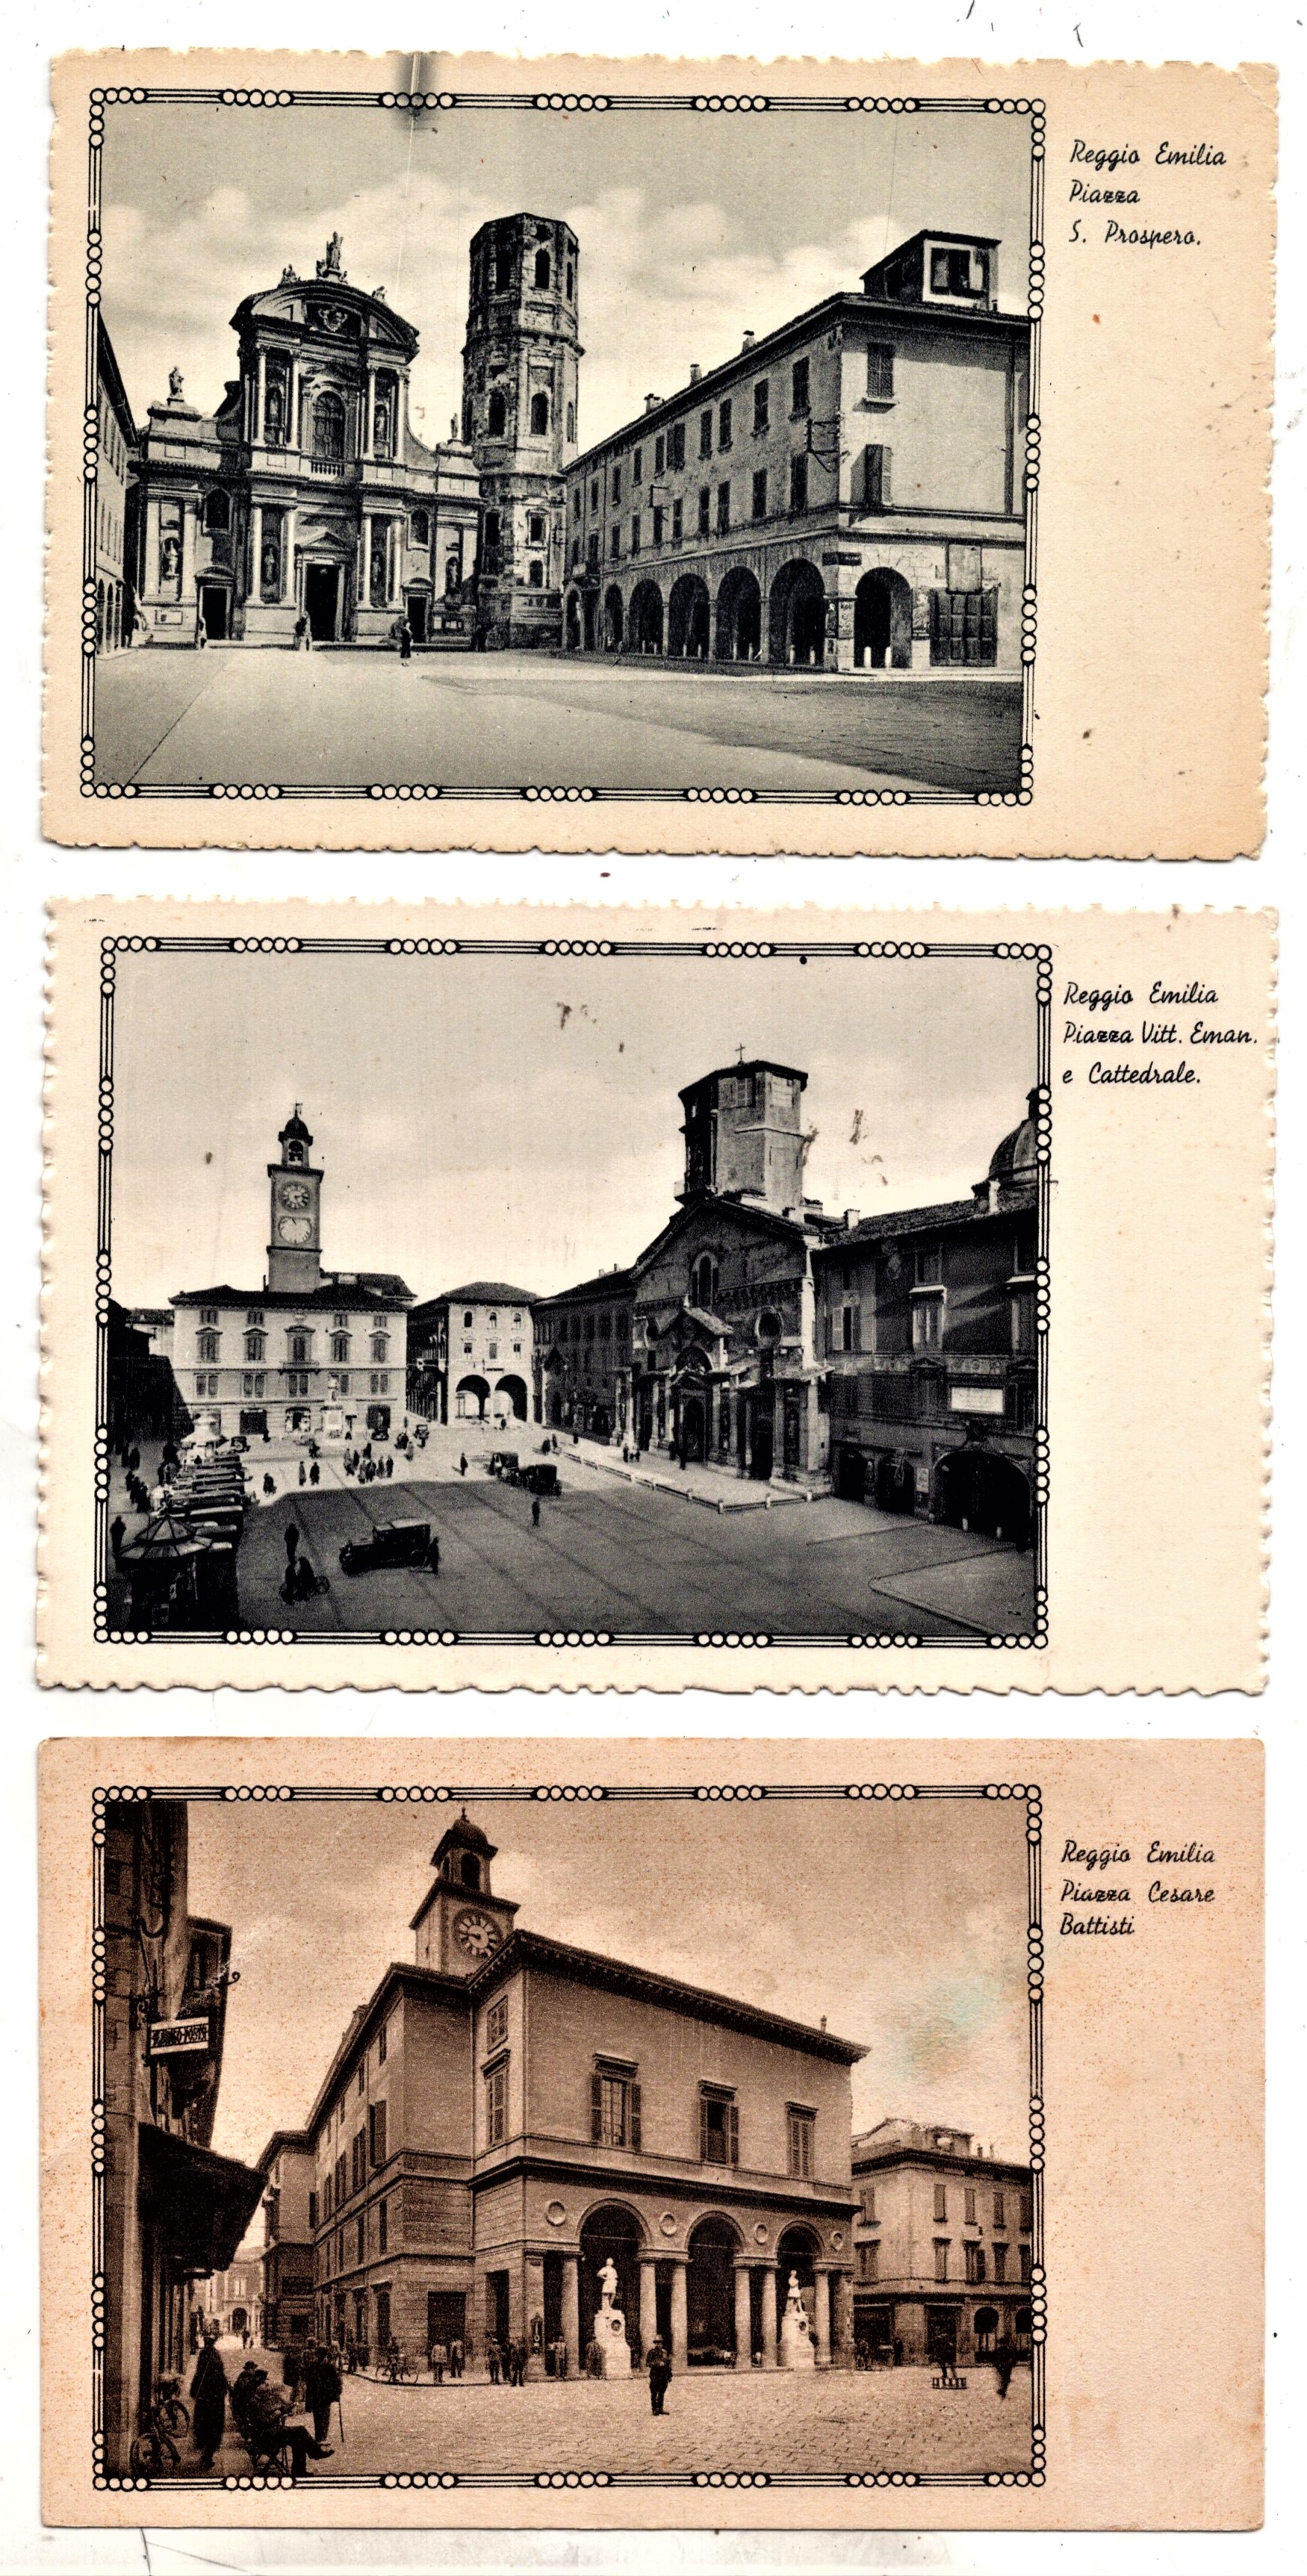 Reggio Emilia
Piazza
S. Prospero.
Reggio Emilia
Piazza Vitt. Eman.
e Cattedrale.
Reggio Emilia
Piazza Cesare
Battisti